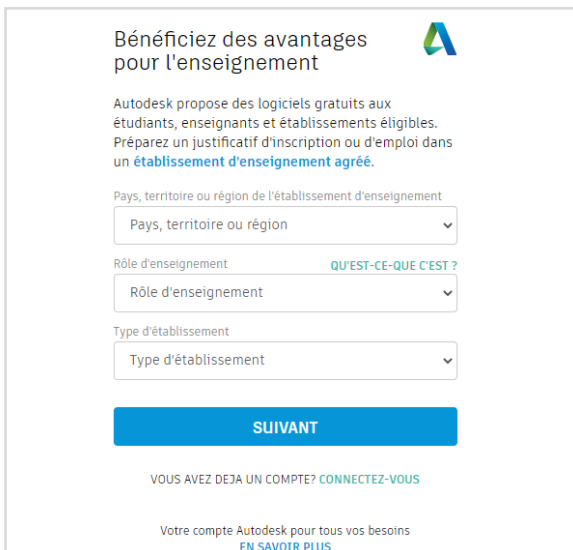 Bénéficiez des avantages
pour l'enseignement
Autodesk propose des logiciels gratuits aux
étudiants, enseignants et établissements éligibles.
Préparez un justificatif d'inscription ou d'emploi dans
un établissement d'enseignement agréé.
Pays, territoire ou région de l'établissement d'enseignement
Pays, territoire ou région
Rôle d'enseignement QU'EST-CE-QUE C'EST ?
Rôle d'enseignement
Type d'établissement
Type d'établissement
SUIVANT
VOUS AVEZ DEJA UN COMPTE? CONNECTEZ-VOUS
Votre compte Autodesk pour tous vos besoins
EN SAVOIR PLUS